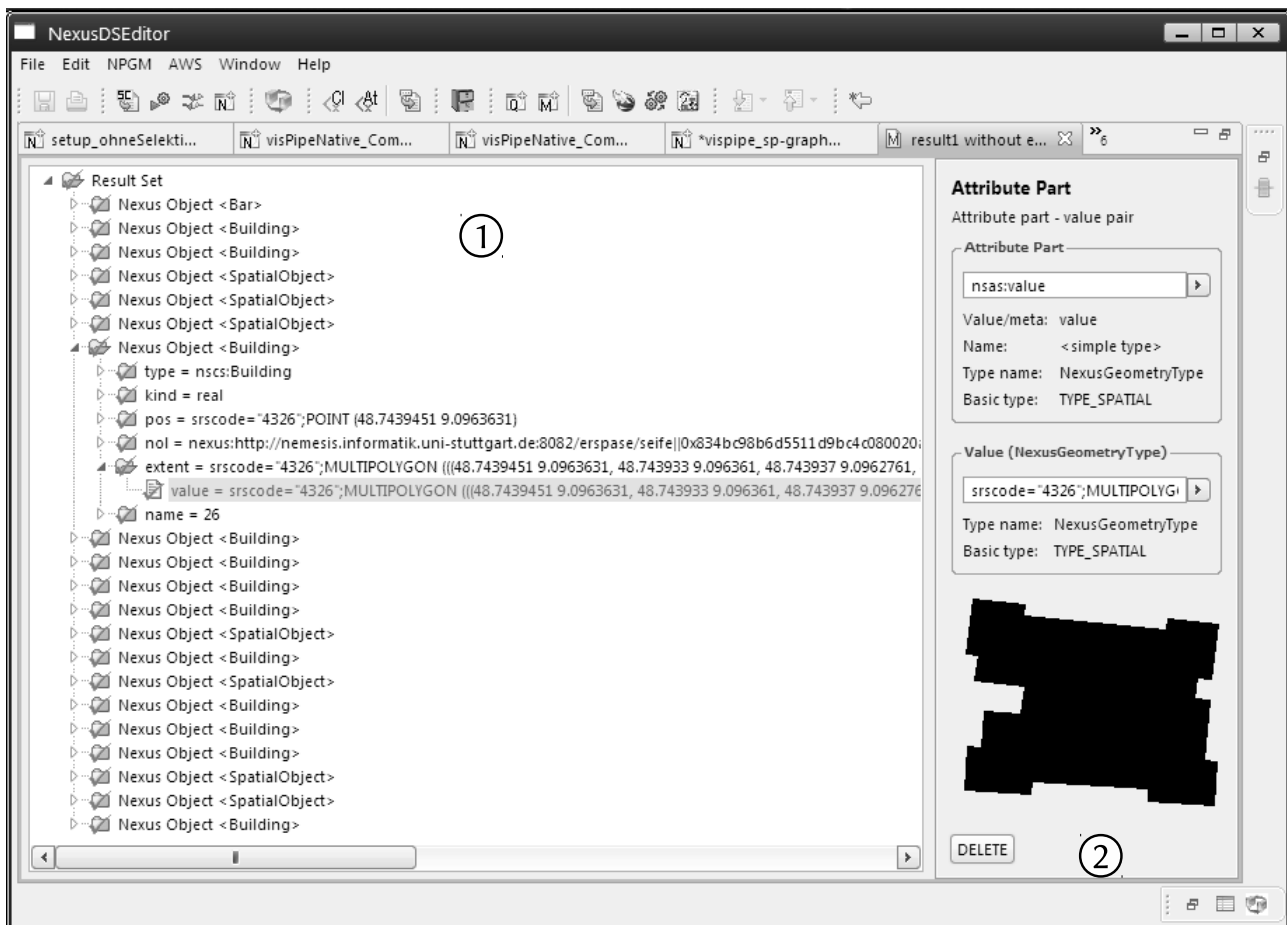 NexusDSEditor
File Edit NPGM AWS Window Help
setup_ohneSelekti... visPipeNative_Com... visPipeNative_Com... *vispipe_sp-graph... result1 without e... »6
Result Set
Nexus Object <Bar>
Nexus Object <Building>
Nexus Object <Building>
Nexus Object <SpatialObject>
Nexus Object <SpatialObject>
Nexus Object <SpatialObject>
Nexus Object <Building>
type = nscs:Building
kind = real
pos = srscode="4326";POINT (48.7439451 9.0963631)
nol = nexus:http://nemesis.informatik.uni-stuttgart.de:8082/erspase/seife||0x834bc98b6d5511d9bc4c080020a
extent = srscode="4326";MULTIPOLYGON (((48.7439451 9.0963631, 48.743933 9.096361, 48.743937 9.0962761,
value = srscode="4326";MULTIPOLYGON (((48.7439451 9.0963631, 48.743933 9.096361, 48.743937 9.096276
name = 26
Nexus Object <Building>
Nexus Object <Building>
Nexus Object <Building>
Nexus Object <Building>
Nexus Object <SpatialObject>
Nexus Object <Building>
Nexus Object <SpatialObject>
Nexus Object <Building>
Nexus Object <Building>
Nexus Object <Building>
Nexus Object <SpatialObject>
Nexus Object <SpatialObject>
Nexus Object <Building>
1
Attribute Part
Attribute part - value pair
Attribute Part
nsas:value
Value/meta: value
Name: <simple type>
Type name: NexusGeometryType
Basic type: TYPE_SPATIAL
Value (NexusGeometryType)
srscode="4326";MULTIPOLYG(
Type name: NexusGeometryType
Basic type: TYPE_SPATIAL
DELETE
2